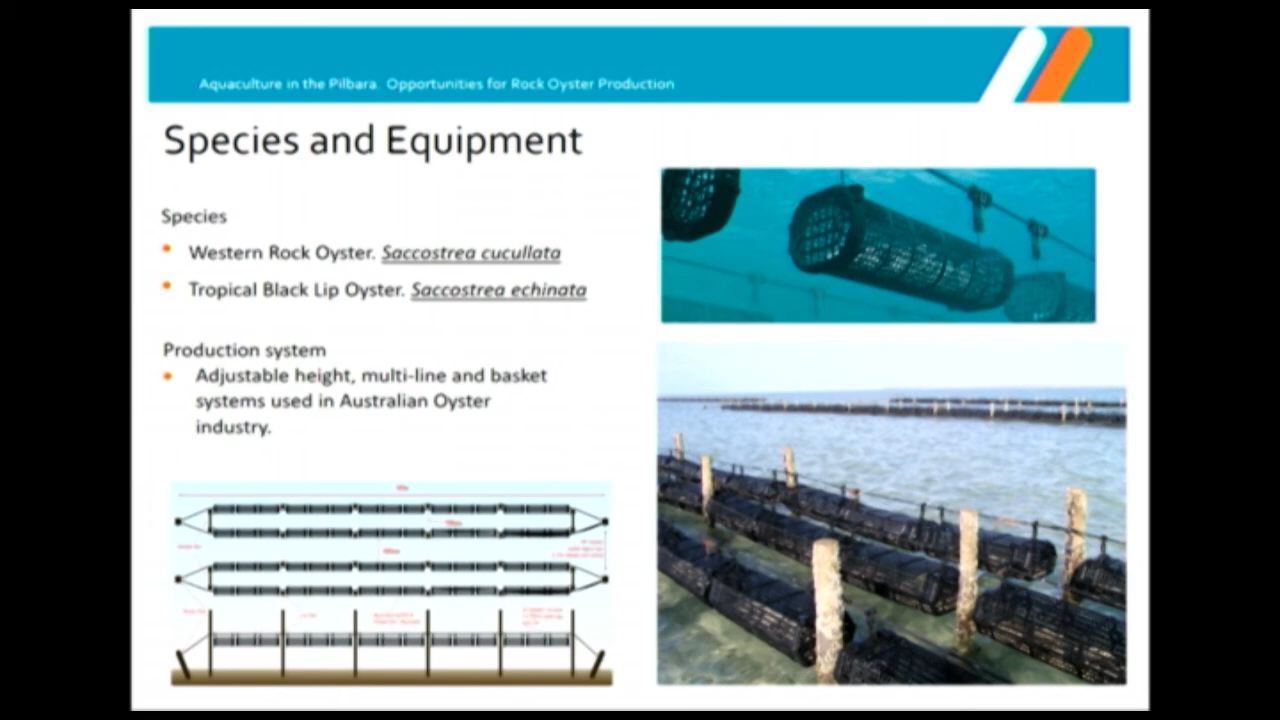 Aquaculture in the Pilbara. Opportunities for Rock Oyster Production
Species and Equipment
Species
Western Rock Oyster. Saccostrea cucullata
Tropical Black Lip Oyster. Saccostrea echinata
Production system
Adjustable height, multi-line and basket
systems used in Australian Oyster
industry.